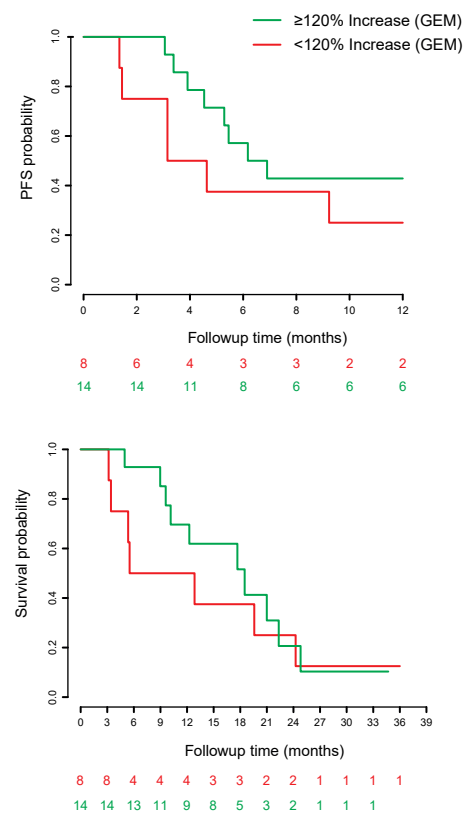 ≥120% Increase (GEM)
<120% Increase (GEM)
PFS probability
1.0
0.8
0.6
0.4
0.2
0.0
0 2 4 6 8 10 12
Followup time (months)
8 6 4 3 3 2 2
14 14 11 8 6 6 6
Survival probability
1.0
0.8
0.6
0.4
0.2
0.0
0 3 6 9 12 15 18 21 24 27 30 33 36 39
Followup time (months)
8 8 4 4 4 3 3 2 2 1 1 1 1
14 14 13 11 9 8 5 3 2 1 1 1